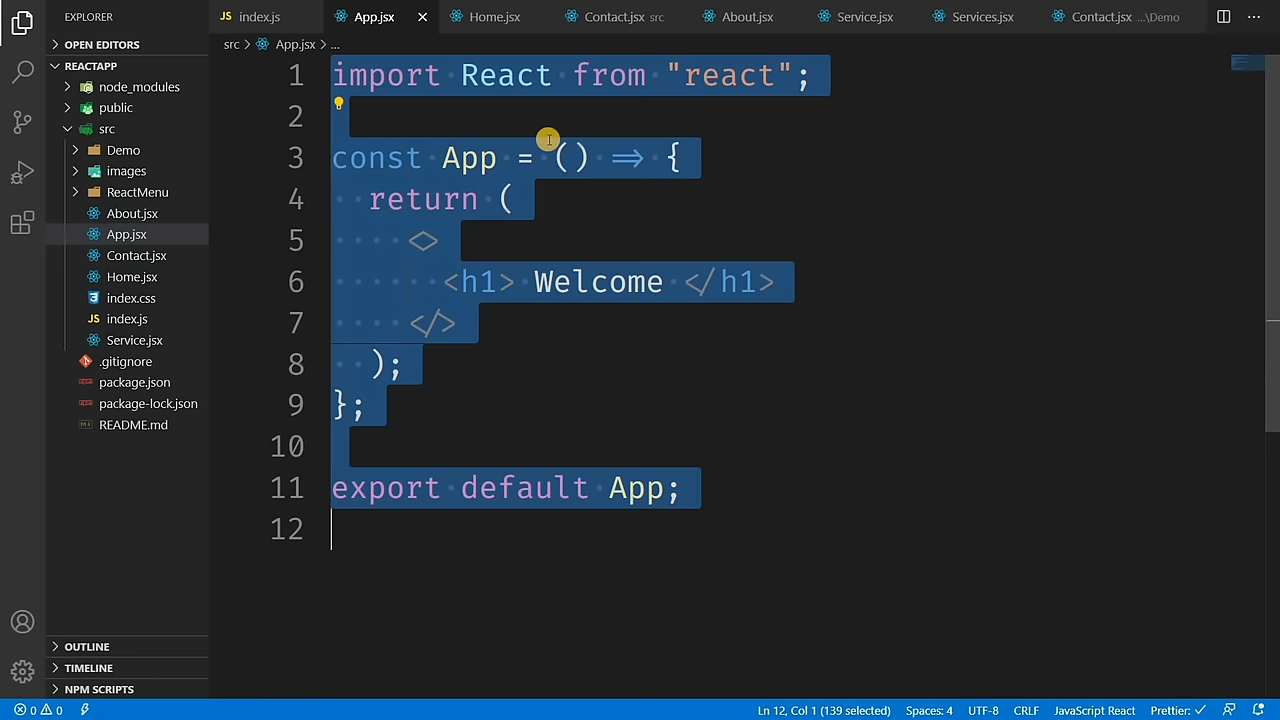 EXPLORER
OPEN EDITORS
REACTAPP
node_modules
public
src
Demo
images
ReactMenu
About.jsx
App.jsx
Contact.jsx
Home.jsx
index.css
JS index.js
Service.jsx
.gitignore
package.json
package-lock.json
README.md
OUTLINE
TIMELINE
NPM SCRIPTS
JS index.js App.jsx Home.jsx Contact.jsx src About.jsx Service.jsx Services.jsx Contact.jsx ...\Demo
src > App.jsx > ...
1 import React from "react";
2
3 const App = () => {
4 return (
5 <>
6 <h1> Welcome </h1>
7 </>
8 );
9 };
10
11 export default App;
12
0 0 Ln 12, Col 1 (139 selected) Spaces: 4 UTF-8 CRLF JavaScript React Prettier: ✓